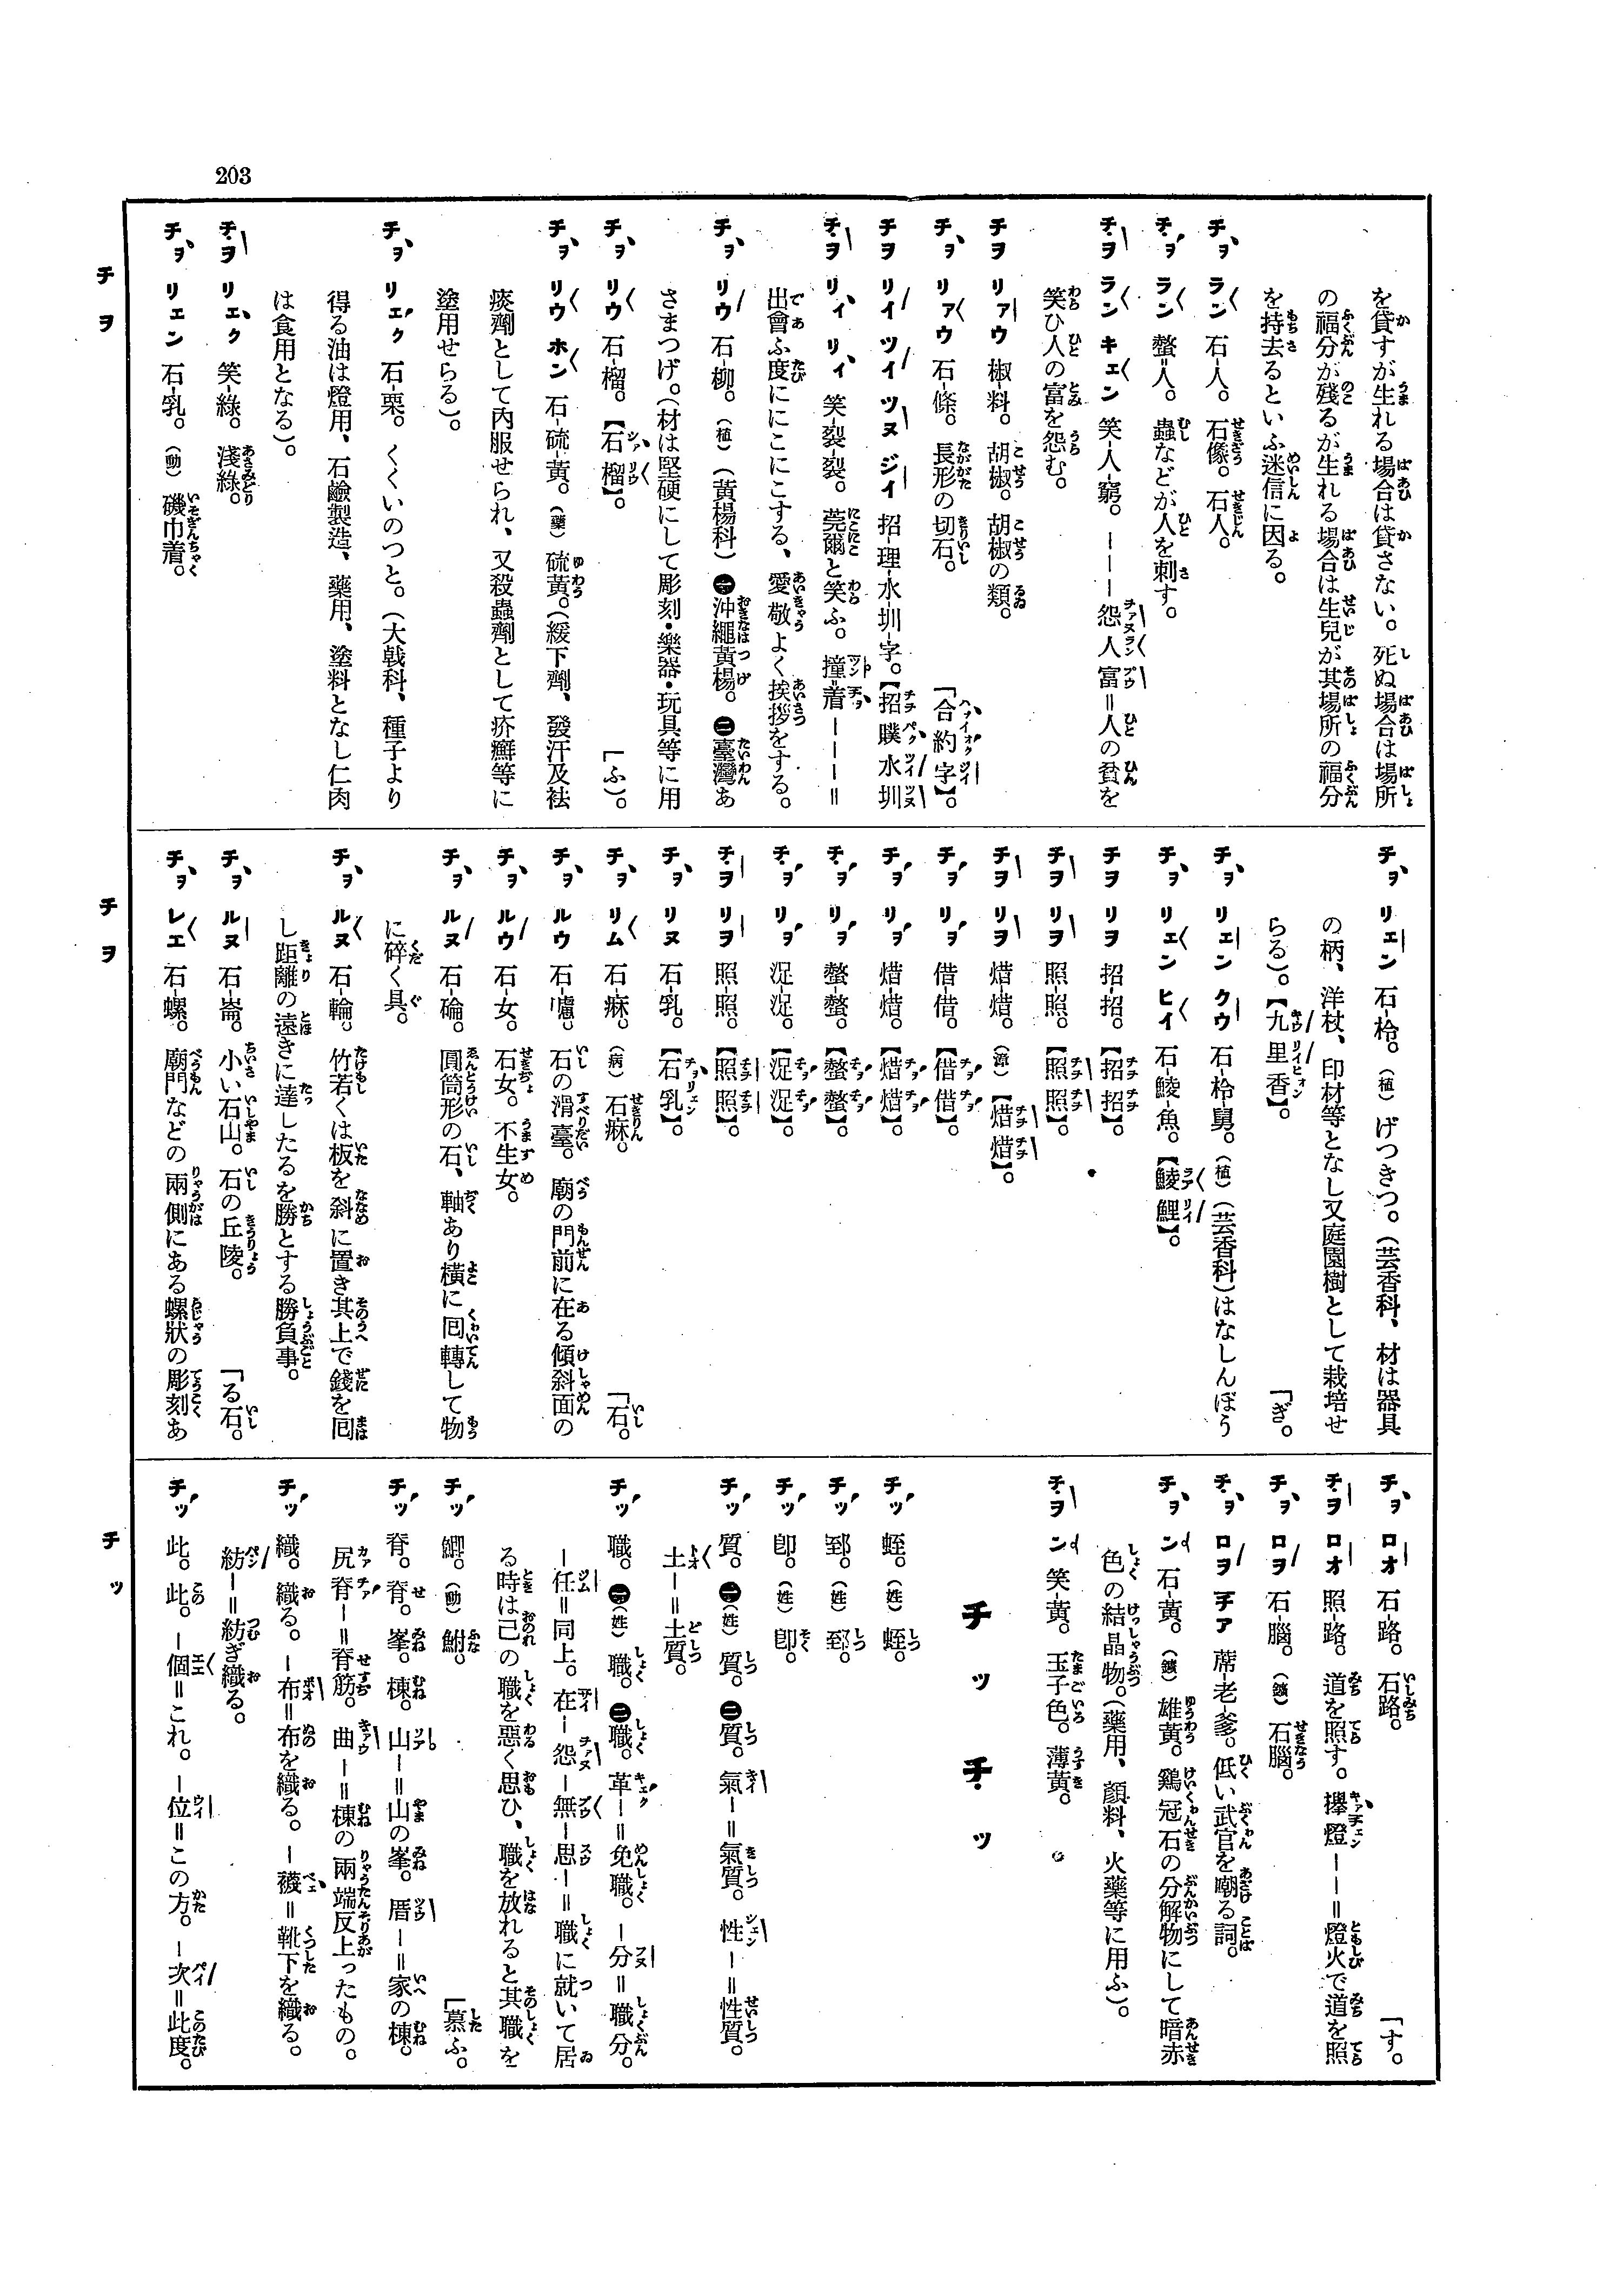 203
を貸すが生れる場合は貸さない。死ぬ場合は場所
の福分が殘るが生れる場合は生兒が其場所の福分
を持去るといふ迷信に因る。
チヲ ラン 石-人。石像。石人。
チヲ ラン 螫=人。蟲などが人を刺す。
チヲ ラン キェン 笑-人-窮。－－－怨人富＝人の貧を
笑ひ人の富を怨む。
チヲ リァウ 椒-料。胡椒。胡椒の類。
チヲ リァウ 石-條。長形の切石。「合約字】。
チヲ リイ ツイ ツヌ ジイ 招-理-水-圳-字。【招贌水圳
チヲ リィ リィ 笑-裂-裂。莞爾と笑ふ。撞=着－－－＝
出會ふ度ににこにこする、愛敬よく挨拶をする。
チヲ リウ 石-柳。（植）（黃楊科）㊀沖繩黃楊。㊁臺灣あ
さまつげ。（材は堅硬にして彫刻・樂器・玩具等に用
チヲ リウ 石-榴。【石榴】。「ふ）。
チヲ リウ ホン 石-硫-黃。（藥）硫黃。（緩下劑、發汗及袪
痰劑として內服せられ、又殺蟲劑として疥癬等に
塗用せらる）。
チヲ リェク 石-栗。くくいのつと。（大戟科、種子より
得る油は燈用、石鹼製造、藥用、塗料となし仁肉
は食用となる）。
チヲ リェク 笑-綠。淺綠。
チヲ リェン 石-乳。（動）磯巾着。
チヲ
チヲ リェン 石-柃。（植）げつきつ。（芸香科、材は器具
の柄、洋杖、印材等となし又庭園樹として栽培せ
らる）。【九里香】。「ぎ。
チヲ リェン クウ 石-柃-舅。（植）（芸香科）はなしんぼう
チヲ リェン ヒイ 石-鯪-魚。【鯪鯉】。
チヲ リヲ 招-招。【招招】。
チヲ リヲ 照-照。【照照】。
チヲ リヲ 㷮-㷮。（流）【㷮㷮】。
チヲ リヲ 借-借。【借借】。
チヲ リヲ
チヲ リヲ 螫-螫。【螫螫】。
チヲ リヲ 浞-浞。【浞浞】。
チヲ リヲ 照-照。【照照】。
チヲ リヌ 石-乳。【石乳】。
チヲ リム 石-痳。（病）石痳。「石。
チヲ ルウ 石の滑臺。廟の門前に在る傾斜面の
チヲ ルウ 石-女。石女。不生女。
チヲ ルヌ 石-碖。圓筒形の石、軸あり橫に囘轉して物
に碎く具。
チヲ ルヌ 石-輪。竹若くは板を斜に置き其上で錢を囘
し距離の遠きに達したるを勝とする勝負事。
チヲ ルヌ 石-崙。小い石山。石の丘陵。「る石。
チヲ レエ 石-螺。廟門などの兩側にある螺狀の彫刻あ
チヲ
チヲ ロオ 石-路。石路。「す。
チヲ ロオ 照-路。道を照す。攑燈－－＝燈火で道を照
チヲ ロヲ 石-腦。（鑛）石腦。
チヲ ロヲ チァ 蓆-老-爹。低い武官を嘲る詞。
チヲ ン 石-黃。（鑛）雄黃。鷄冠石の分解物にして暗赤
色の結晶物。（藥用、顏料、火藥等に用ふ）。
チヲ ン 笑-黃。玉子色。薄黃。
チッ チッ
チッ 蛭。（姓）蛭。
チッ 郅。（姓）郅。
チッ 卽。（姓）卽。
チッ 質。㊀（姓）質。㊁質。氣－＝氣質。性－＝性質。
土－＝土質。
チッ 職。㊀（姓）職。㊁職。革－＝免職。－分＝職分。
－任＝同上。在－怨－無－思－＝職に就いて居
る時は己の職を惡く思ひ、職を放れると其職を
チッ 鯽。（動）鮒。「慕ふ。
チッ 脊。脊。峯。棟。山－＝山の峯。厝－＝家の棟。
尻脊－＝脊筋。曲－＝棟の兩端反上ったもの。
チッ 織。織る。－布＝布を織る。－襪＝靴下を織る。
紡－＝紡ぎ織る。
チッ 此。此。－個＝これ。－位＝この方。－次＝此度。
チッ